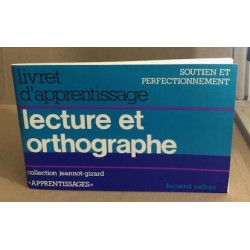 livret
d'apprentissage
SOUTIEN ET
PERFECTIONNEMENT
lecture et
orthographe
collection jeannot-girard
"APPRENTISSAGES"
fernand nathan